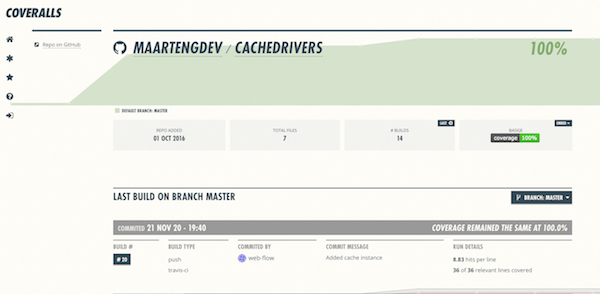 COVERALLS
Repo on GitHub
MAARTENGDEV / CACHEDRIVERS
100%
DEFAULT BRANCH: MASTER
REPO ADDED
01 OCT 2016
TOTAL FILES
7
LAST
# BUILDS
14
EMBED
BADGE
coverage 100%
LAST BUILD ON BRANCH MASTER
BRANCH: MASTER
COMMITED 21 NOV 20 - 19:40
COVERAGE REMAINED THE SAME AT 100.0%
BUILD #
# 20
BUILD TYPE
push
travis-ci
COMMITED BY
web-flow
COMMIT MESSAGE
Added cache instance
RUN DETAILS
8.83 hits per line
36 of 36 relevant lines covered